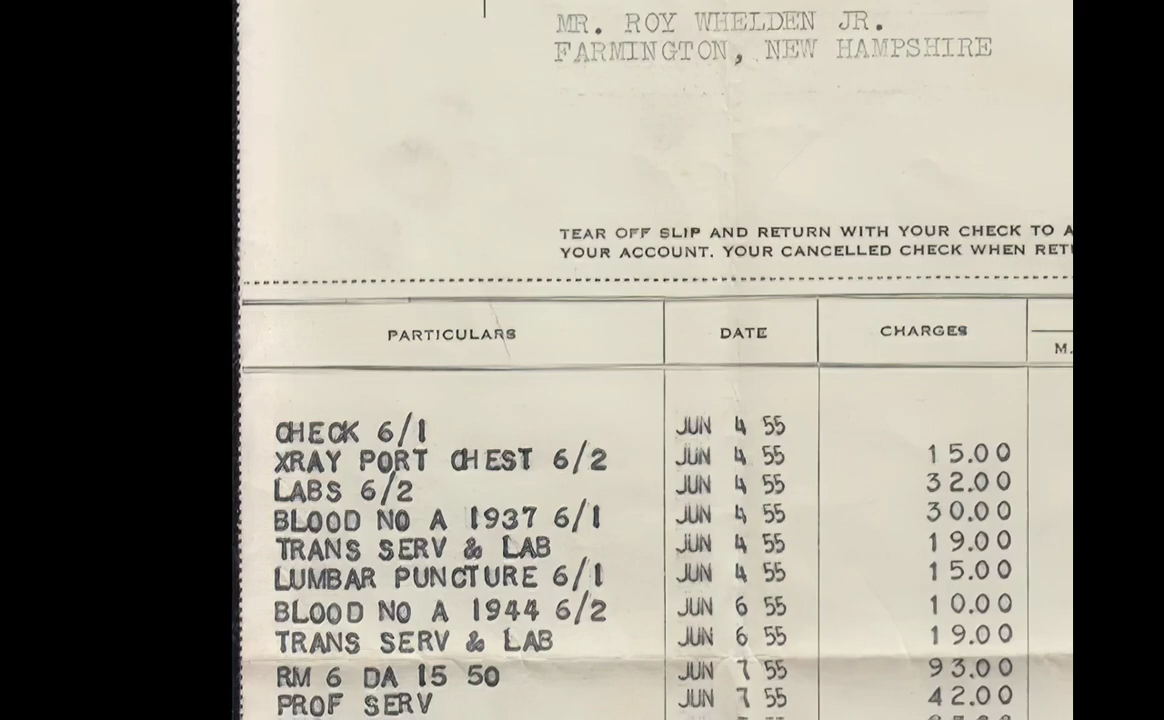 MR. ROY WHELDEN JR.
FARMINGTON, NEW HAMPSHIRE
TEAR OFF SLIP AND RETURN WITH YOUR CHECK TO A
YOUR ACCOUNT. YOUR CANCELLED CHECK WHEN RET
PARTICULARS DATE CHARGES
M.
CHECK 6/1 JUN 4 55
XRAY PORT CHEST 6/2 JUN 4 55 15.00
LABS 6/2 JUN 4 55 32.00
BLOOD NO A 1937 6/1 JUN 4 55 30.00
TRANS SERV & LAB JUN 4 55 19.00
LUMBAR PUNCTURE 6/1 JUN 4 55 15.00
BLOOD NO A 1944 6/2 JUN 6 55 10.00
TRANS SERV & LAB JUN 6 55 19.00
RM 6 DA 15 50 JUN 7 55 93.00
PROF SERV JUN 7 55 42.00